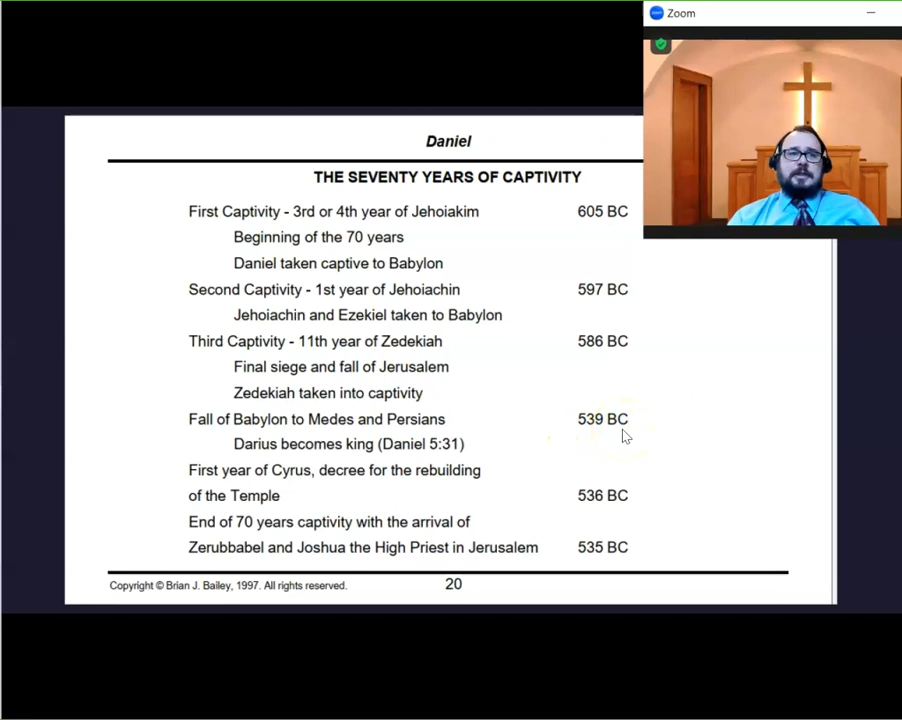 Zoom
Daniel
THE SEVENTY YEARS OF CAPTIVITY
First Captivity - 3rd or 4th year of Jehoiakim 605 BC
Beginning of the 70 years
Daniel taken captive to Babylon
Second Captivity - 1st year of Jehoiachin 597 BC
Jehoiachin and Ezekiel taken to Babylon
Third Captivity - 11th year of Zedekiah 586 BC
Final siege and fall of Jerusalem
Zedekiah taken into captivity
Fall of Babylon to Medes and Persians 539 BC
Darius becomes king (Daniel 5:31)
First year of Cyrus, decree for the rebuilding
of the Temple 536 BC
End of 70 years captivity with the arrival of
Zerubbabel and Joshua the High Priest in Jerusalem 535 BC
Copyright © Brian J. Bailey, 1997. All rights reserved. 20